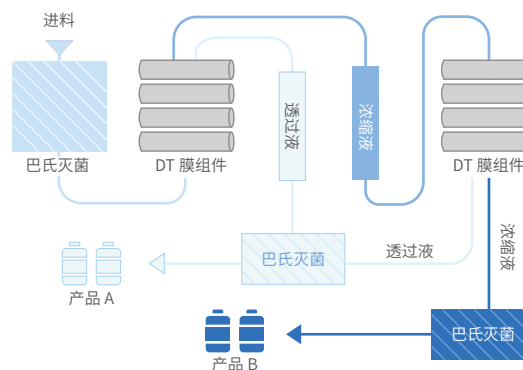 进料
巴氏灭菌
DT 膜组件
透过液
浓缩液
DT 膜组件
浓缩液
透过液
巴氏灭菌
产品 A
巴氏灭菌
产品 B